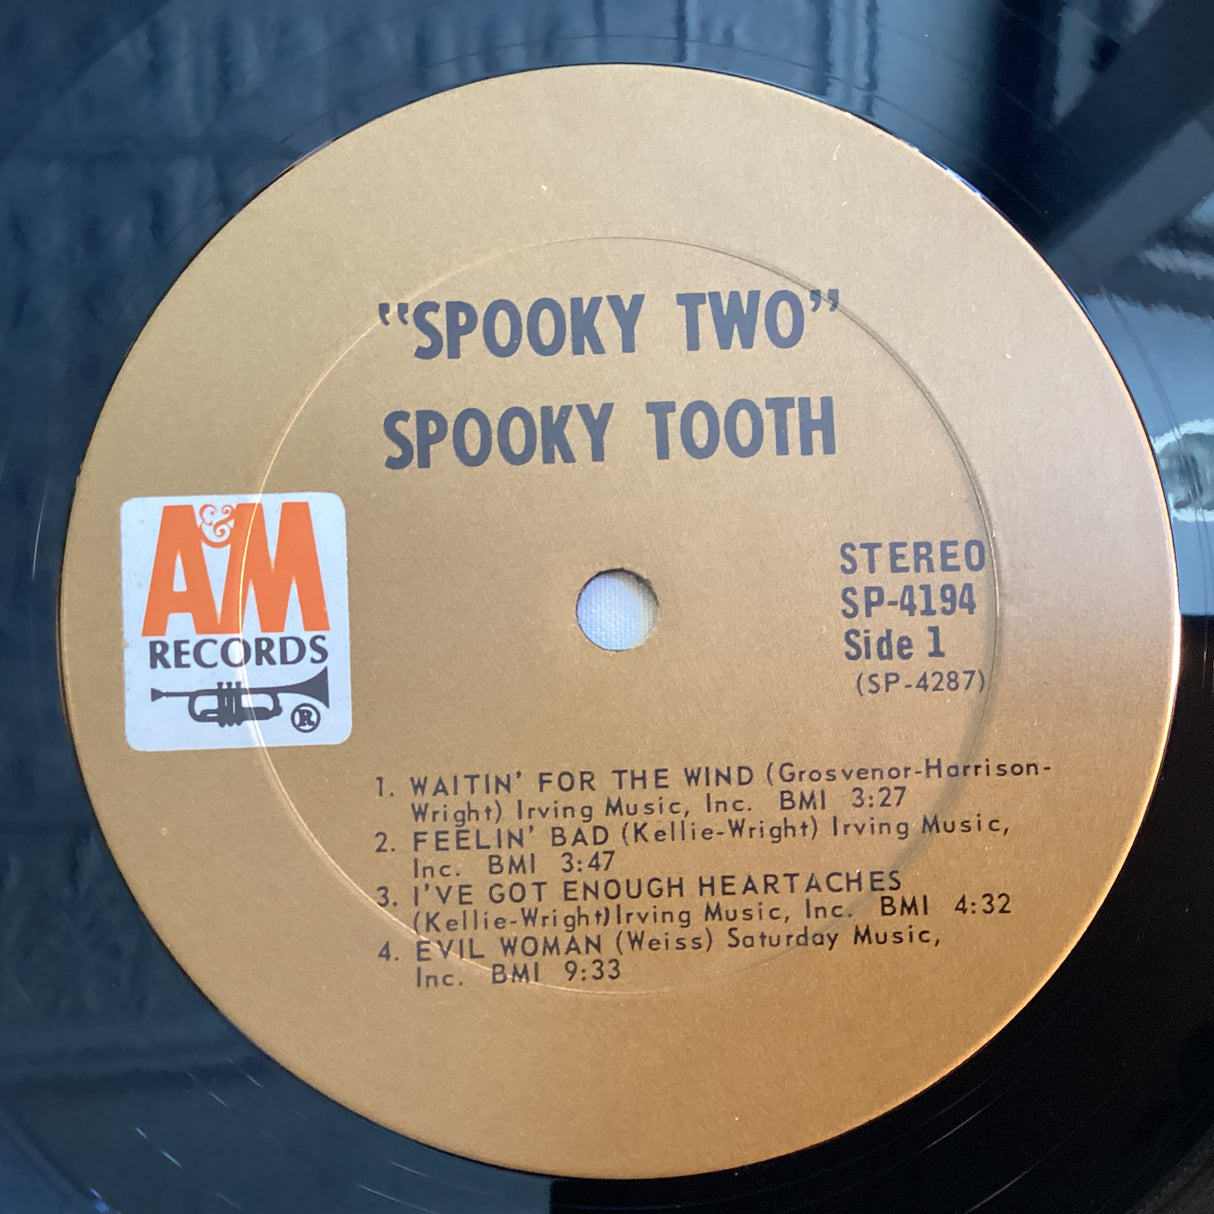 "SPOOKY TWO"
SPOOKY TOOTH
A&M
RECORDS
®
STEREO
SP-4194
Side 1
(SP-4287)
1. WAITIN' FOR THE WIND (Grosvenor-Harrison-
Wright) Irving Music, Inc. BMI 3:27
2. FEELIN' BAD (Kellie-Wright) Irving Music,
Inc. BMI 3:47
3. I'VE GOT ENOUGH HEARTACHES
(Kellie-Wright)Irving Music, Inc. BMI 4:32
4. EVIL WOMAN (Weiss) Saturday Music,
Inc. BMI 9:33